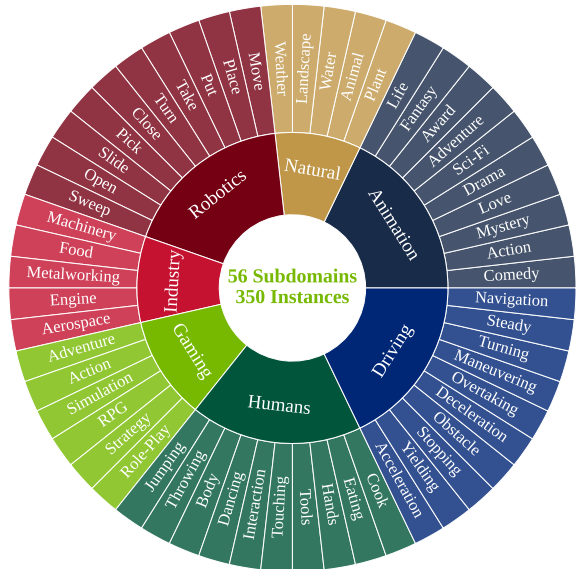 56 Subdomains
350 Instances
Natural
Weather
Landscape
Water
Animal
Plant
Animation
Life
Fantasy
Award
Adventure
Sci-Fi
Drama
Love
Mystery
Action
Comedy
Driving
Navigation
Steady
Turning
Maneuvering
Overtaking
Deceleration
Obstacle
Stopping
Yielding
Acceleration
Humans
Cook
Eating
Hands
Tools
Touching
Interaction
Dancing
Body
Throwing
Jumping
Gaming
Role-Play
Strategy
RPG
Simulation
Action
Adventure
Industry
Aerospace
Engine
Metalworking
Food
Machinery
Robotics
Sweep
Open
Slide
Pick
Close
Turn
Take
Put
Place
Move